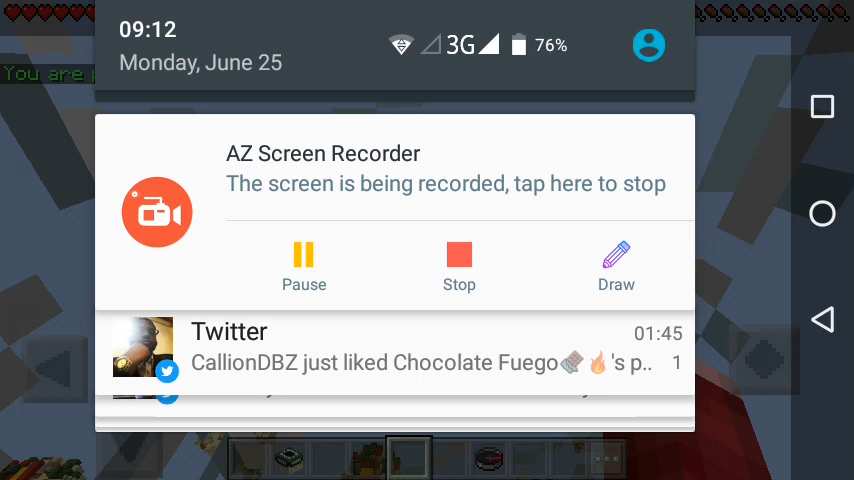 09:12
3G
76%
Monday, June 25
You are p
AZ Screen Recorder
The screen is being recorded, tap here to stop
Pause
Stop
Draw
Twitter
01:45
CallionDBZ just liked Chocolate Fuego🍫🔥's p..
1